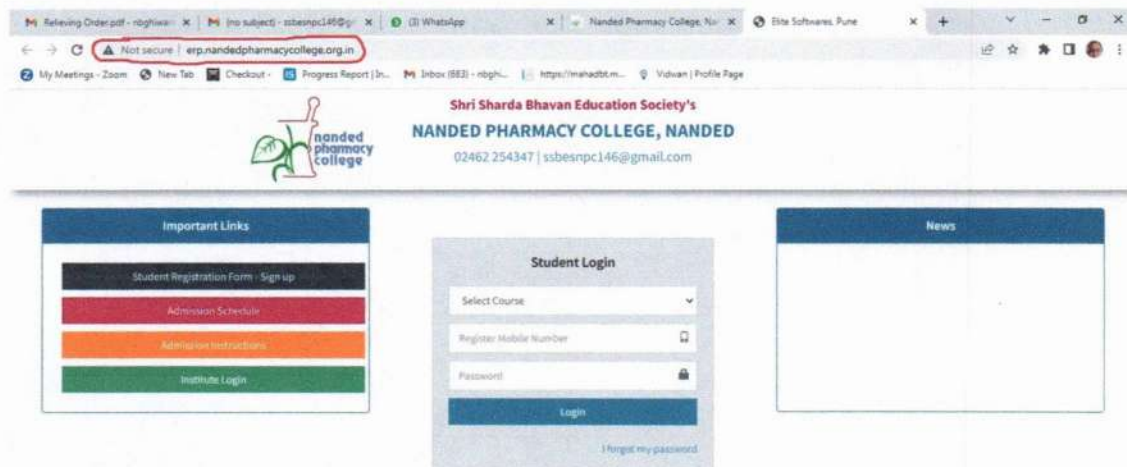 Relieving Order.pdf - nbghiwar
(no subject) - ssbesnpc146@gr
(3) WhatsApp
Nanded Pharmacy College, Nan
Elite Softwares, Pune
Not secure | erp.nandedpharmacycollege.org.in
My Meetings - Zoom
New Tab
Checkout -
Progress Report | In...
Inbox (883) - nbghi...
https://mahadbt.m...
Vidwan | Profile Page
nanded
pharmacy
college
Shri Sharda Bhavan Education Society's
NANDED PHARMACY COLLEGE, NANDED
02462 254347 | ssbesnpc146@gmail.com
Important Links
Student Registration Form - Sign up
Admission Schedule
Admission Instructions
Institute Login
Student Login
Select Course
Register Mobile Number
Password
Login
I forgot my password
News